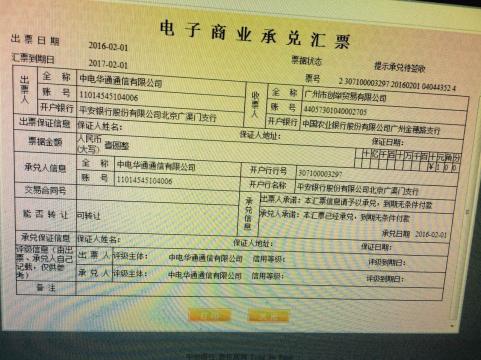 电子商业承兑汇票
出票日期 2016-02-01
汇票到期日 2017-02-01 票据状态 提示承兑待签收
票号 2 307100003297 20160201 04044352 4
出票人 全称 中电华通通信有限公司 收票人 全称 广州市创举贸易有限公司
账号 11014545104006 账号 44057301040002705
开户银行 平安银行股份有限公司北京广渠门支行 开户银行 中国农业银行股份有限公司广州金穗路支行
出票保证信息 保证人姓名: 保证人地址: 保证日期:
票据金额 人民币(大写) 壹圆整 十亿千百十万千百十元角分
¥100
承兑人信息 全称 中电华通通信有限公司 开户行行号 307100003297
账号 11014545104006 开户行名称 平安银行股份有限公司北京广渠门支行
交易合同号 承兑信息 出票人承诺:本汇票信息请予以承兑,到期无条件付款
能否转让 可转让 承兑人承诺:本汇票已经承兑,到期无条件付款
承兑日期 2016-02-01
承兑保证信息 保证人姓名: 保证人地址: 保证日期:
评级信息(由出票、承兑人自己记载,仅供参考) 出票人 评级主体: 中电华通通信有限公司 信用等级: 评级到期日:
承兑人 评级主体: 中电华通通信有限公司 信用等级: 评级到期日:
备注
打印